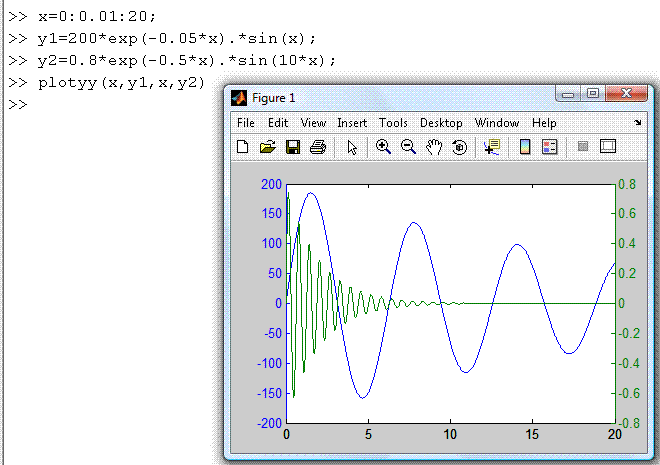 >> x=0:0.01:20;
>> y1=200*exp(-0.05*x).*sin(x);
>> y2=0.8*exp(-0.5*x).*sin(10*x);
>> plotyy(x,y1,x,y2)
>>
Figure 1
File Edit View Insert Tools Desktop Window Help
200 0.8
150 0.6
100 0.4
50 0.2
0 0
-50 -0.2
-100 -0.4
-150 -0.6
-200 -0.8
0 5 10 15 20